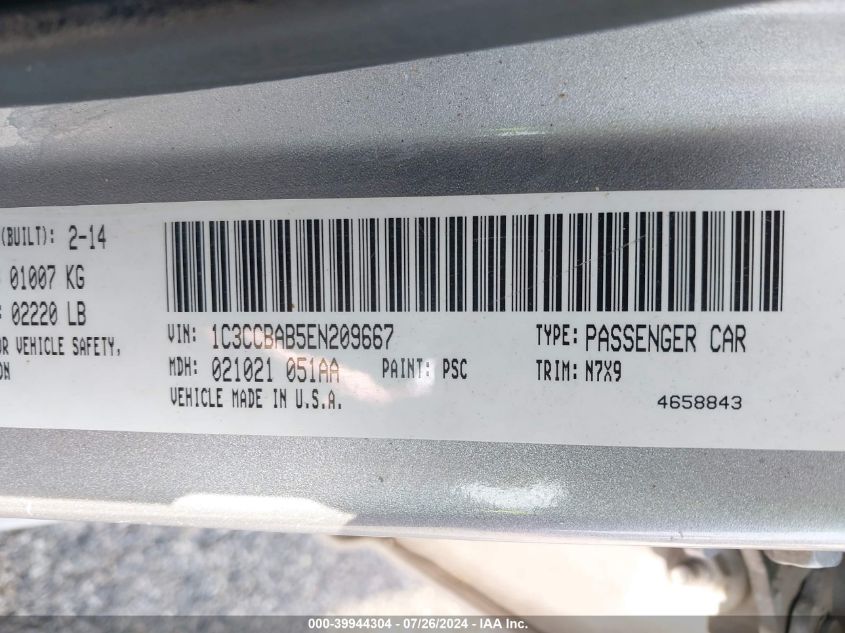 (BUILT): 2-14
01007 KG
: 02220 LB
OR VEHICLE SAFETY,
ON
VIN: 1C3CCBAB5EN209667 TYPE: PASSENGER CAR
MDH: 021021 051AA PAINT: PSC TRIM: N7X9
VEHICLE MADE IN U.S.A. 4658843
000-39944304 | 07/26/2024 | IAA Inc.